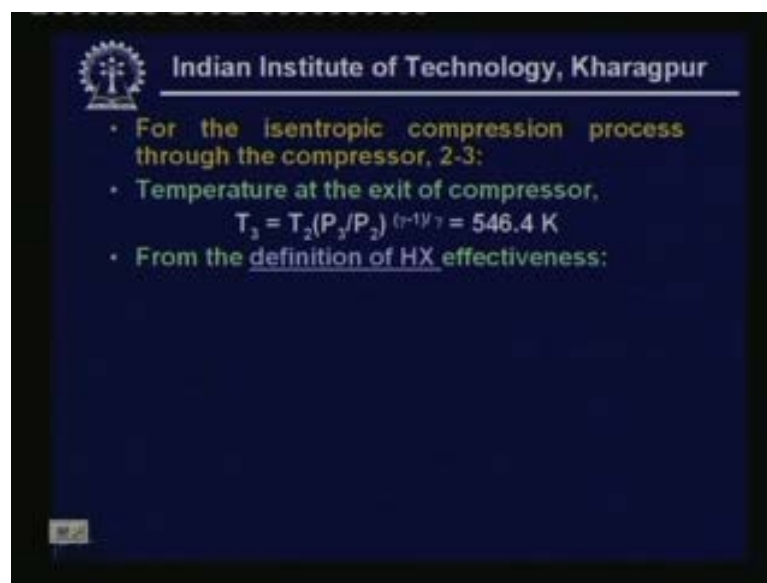 Indian Institute of Technology, Kharagpur
· For the isentropic compression process
through the compressor, 2-3:
· Temperature at the exit of compressor,
T₃ = T₂(P₃/P₂) ⁽ᵞ⁻¹⁾/ ᵞ = 546.4 K
· From the definition of HX effectiveness: